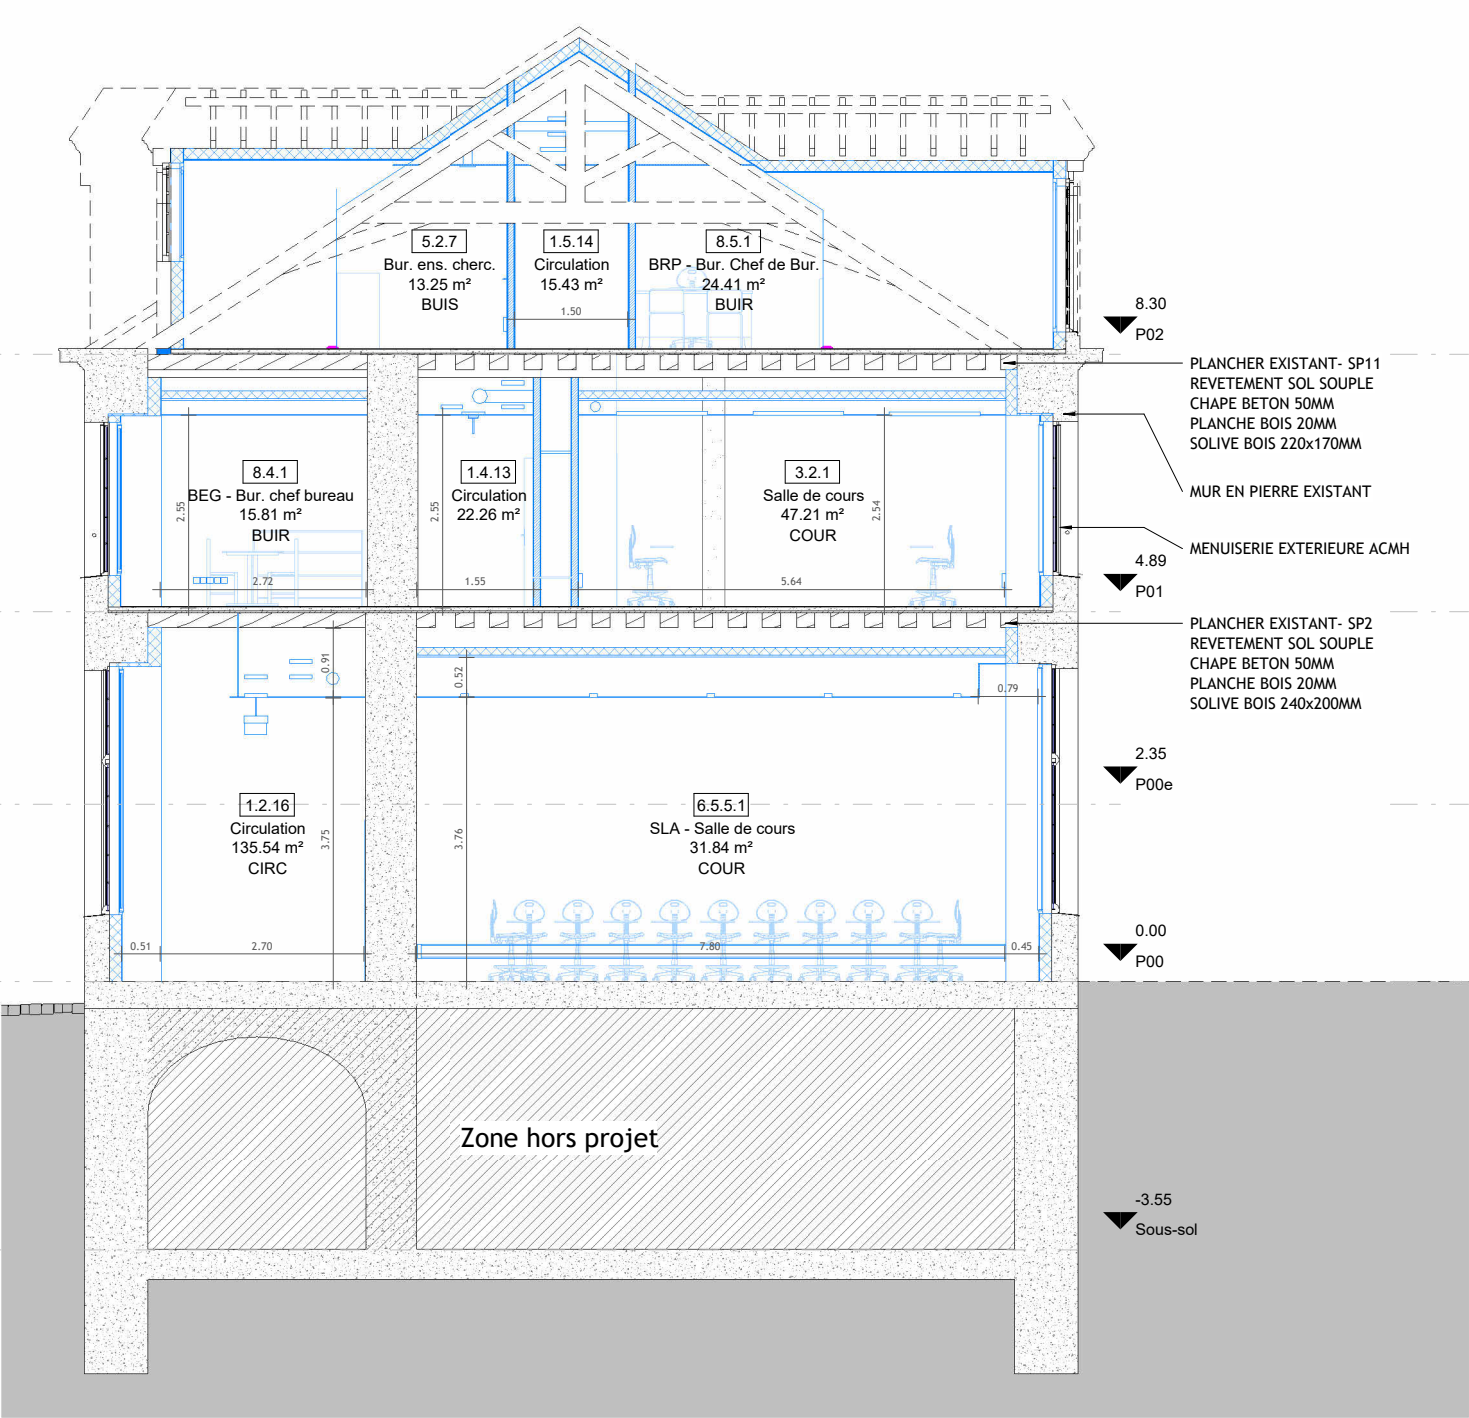 5.2.7
Bur. ens. cherc.
13.25 m²
BUIS
1.5.14
Circulation
15.43 m²
1.50
8.5.1
BRP - Bur. Chef de Bur.
24.41 m²
BUIR
8.30
P02
PLANCHER EXISTANT- SP11
REVETEMENT SOL SOUPLE
CHAPE BETON 50MM
PLANCHE BOIS 20MM
SOLIVE BOIS 220x170MM
MUR EN PIERRE EXISTANT
MENUISERIE EXTERIEURE ACMH
2.55
8.4.1
BEG - Bur. chef bureau
15.81 m²
BUIR
2.72
2.55
1.4.13
Circulation
22.26 m²
1.55
3.2.1
Salle de cours
47.21 m²
COUR
2.54
5.64
4.89
P01
PLANCHER EXISTANT- SP2
REVETEMENT SOL SOUPLE
CHAPE BETON 50MM
PLANCHE BOIS 20MM
SOLIVE BOIS 240x200MM
0.91
0.52
0.79
2.35
P00e
1.2.16
Circulation
135.54 m²
CIRC
3.75
3.76
6.5.5.1
SLA - Salle de cours
31.84 m²
COUR
0.51
2.70
7.80
0.45
0.00
P00
Zone hors projet
-3.55
Sous-sol